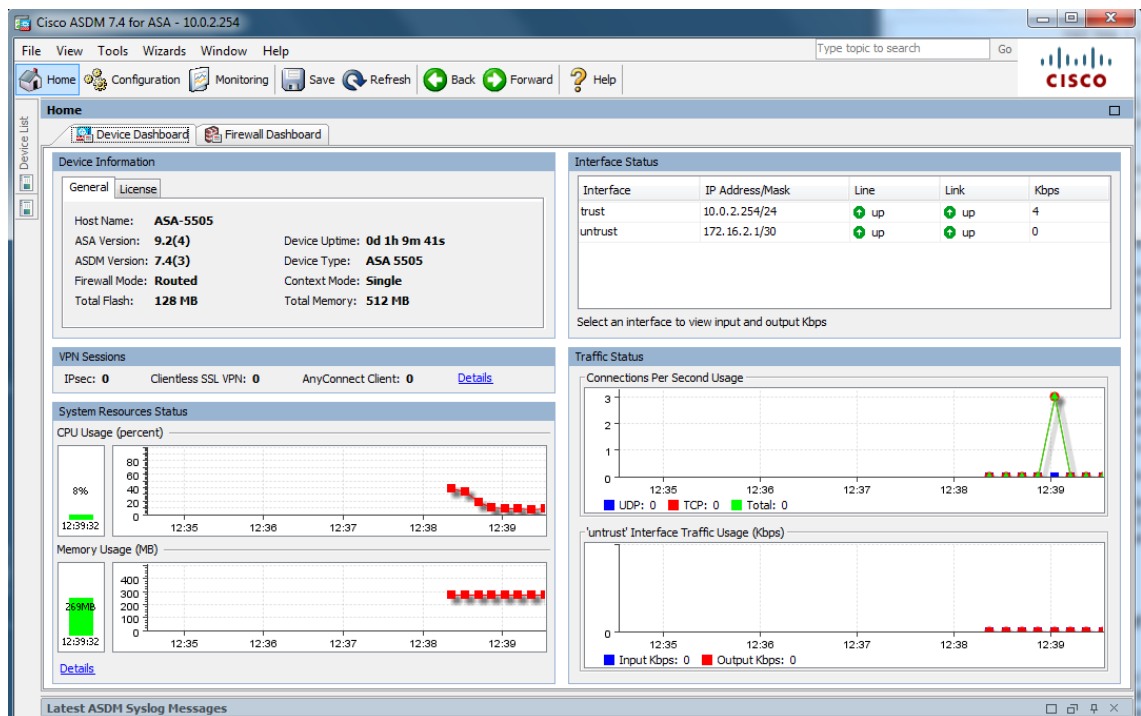 Cisco ASDM 7.4 for ASA - 10.0.2.254
File View Tools Wizards Window Help
Type topic to search Go
Home Configuration Monitoring Save Refresh Back Forward Help
CISCO
Device List
Home
Device Dashboard Firewall Dashboard
Device Information
General License
Host Name: ASA-5505
ASA Version: 9.2(4) Device Uptime: 0d 1h 9m 41s
ASDM Version: 7.4(3) Device Type: ASA 5505
Firewall Mode: Routed Context Mode: Single
Total Flash: 128 MB Total Memory: 512 MB
Interface Status
Interface IP Address/Mask Line Link Kbps
trust 10.0.2.254/24 up up 4
untrust 172.16.2.1/30 up up 0
Select an interface to view input and output Kbps
VPN Sessions
IPsec: 0 Clientless SSL VPN: 0 AnyConnect Client: 0 Details
System Resources Status
CPU Usage (percent)
8%
12:39:32
80
60
40
20
0
12:35 12:36 12:37 12:38 12:39
Memory Usage (MB)
269MB
12:39:32
400
300
200
100
0
12:35 12:36 12:37 12:38 12:39
Details
Traffic Status
Connections Per Second Usage
3
2
1
0
12:35 12:36 12:37 12:38 12:39
UDP: 0 TCP: 0 Total: 0
'untrust' Interface Traffic Usage (Kbps)
0
12:35 12:36 12:37 12:38 12:39
Input Kbps: 0 Output Kbps: 0
Latest ASDM Syslog Messages